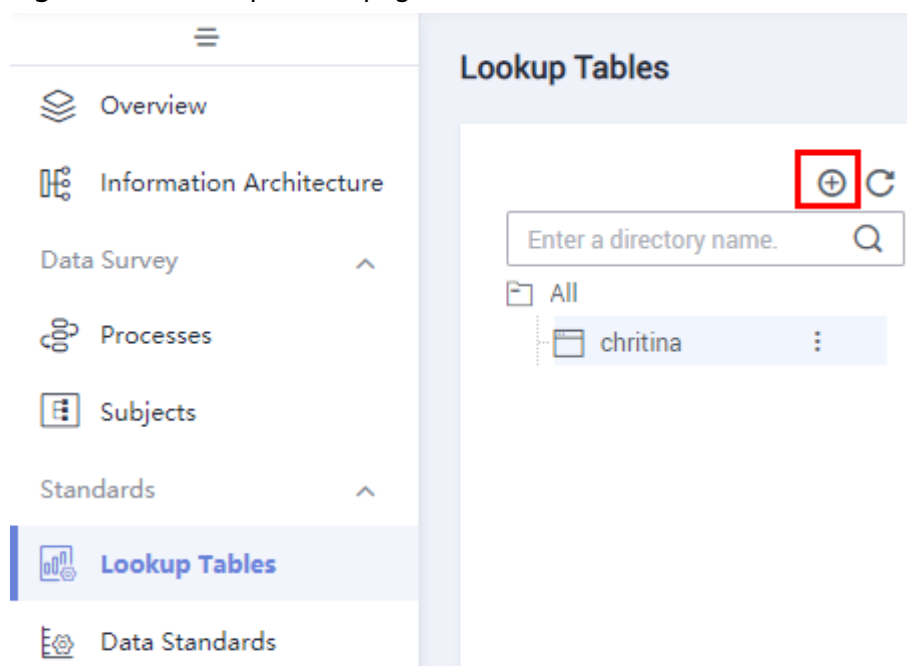 Lookup Tables
Overview
Information Architecture
Data Survey
Processes
Subjects
Standards
Lookup Tables
Data Standards
Enter a directory name.
All
chritina